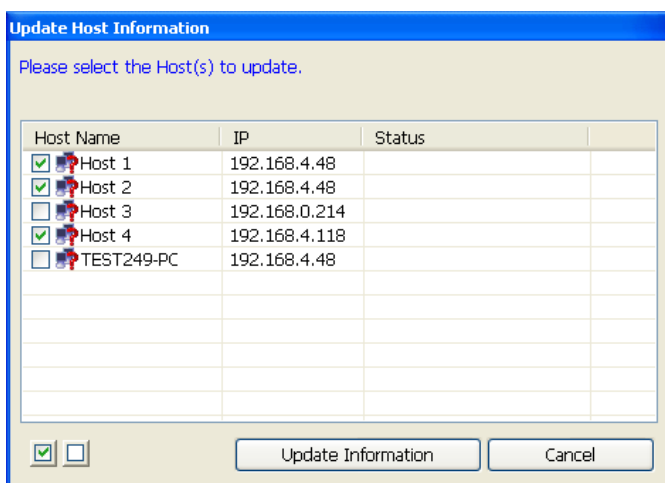 Update Host Information
Please select the Host(s) to update.
Host Name IP Status
Host 1 192.168.4.48
Host 2 192.168.4.48
Host 3 192.168.0.214
Host 4 192.168.4.118
TEST249-PC 192.168.4.48
Update Information Cancel